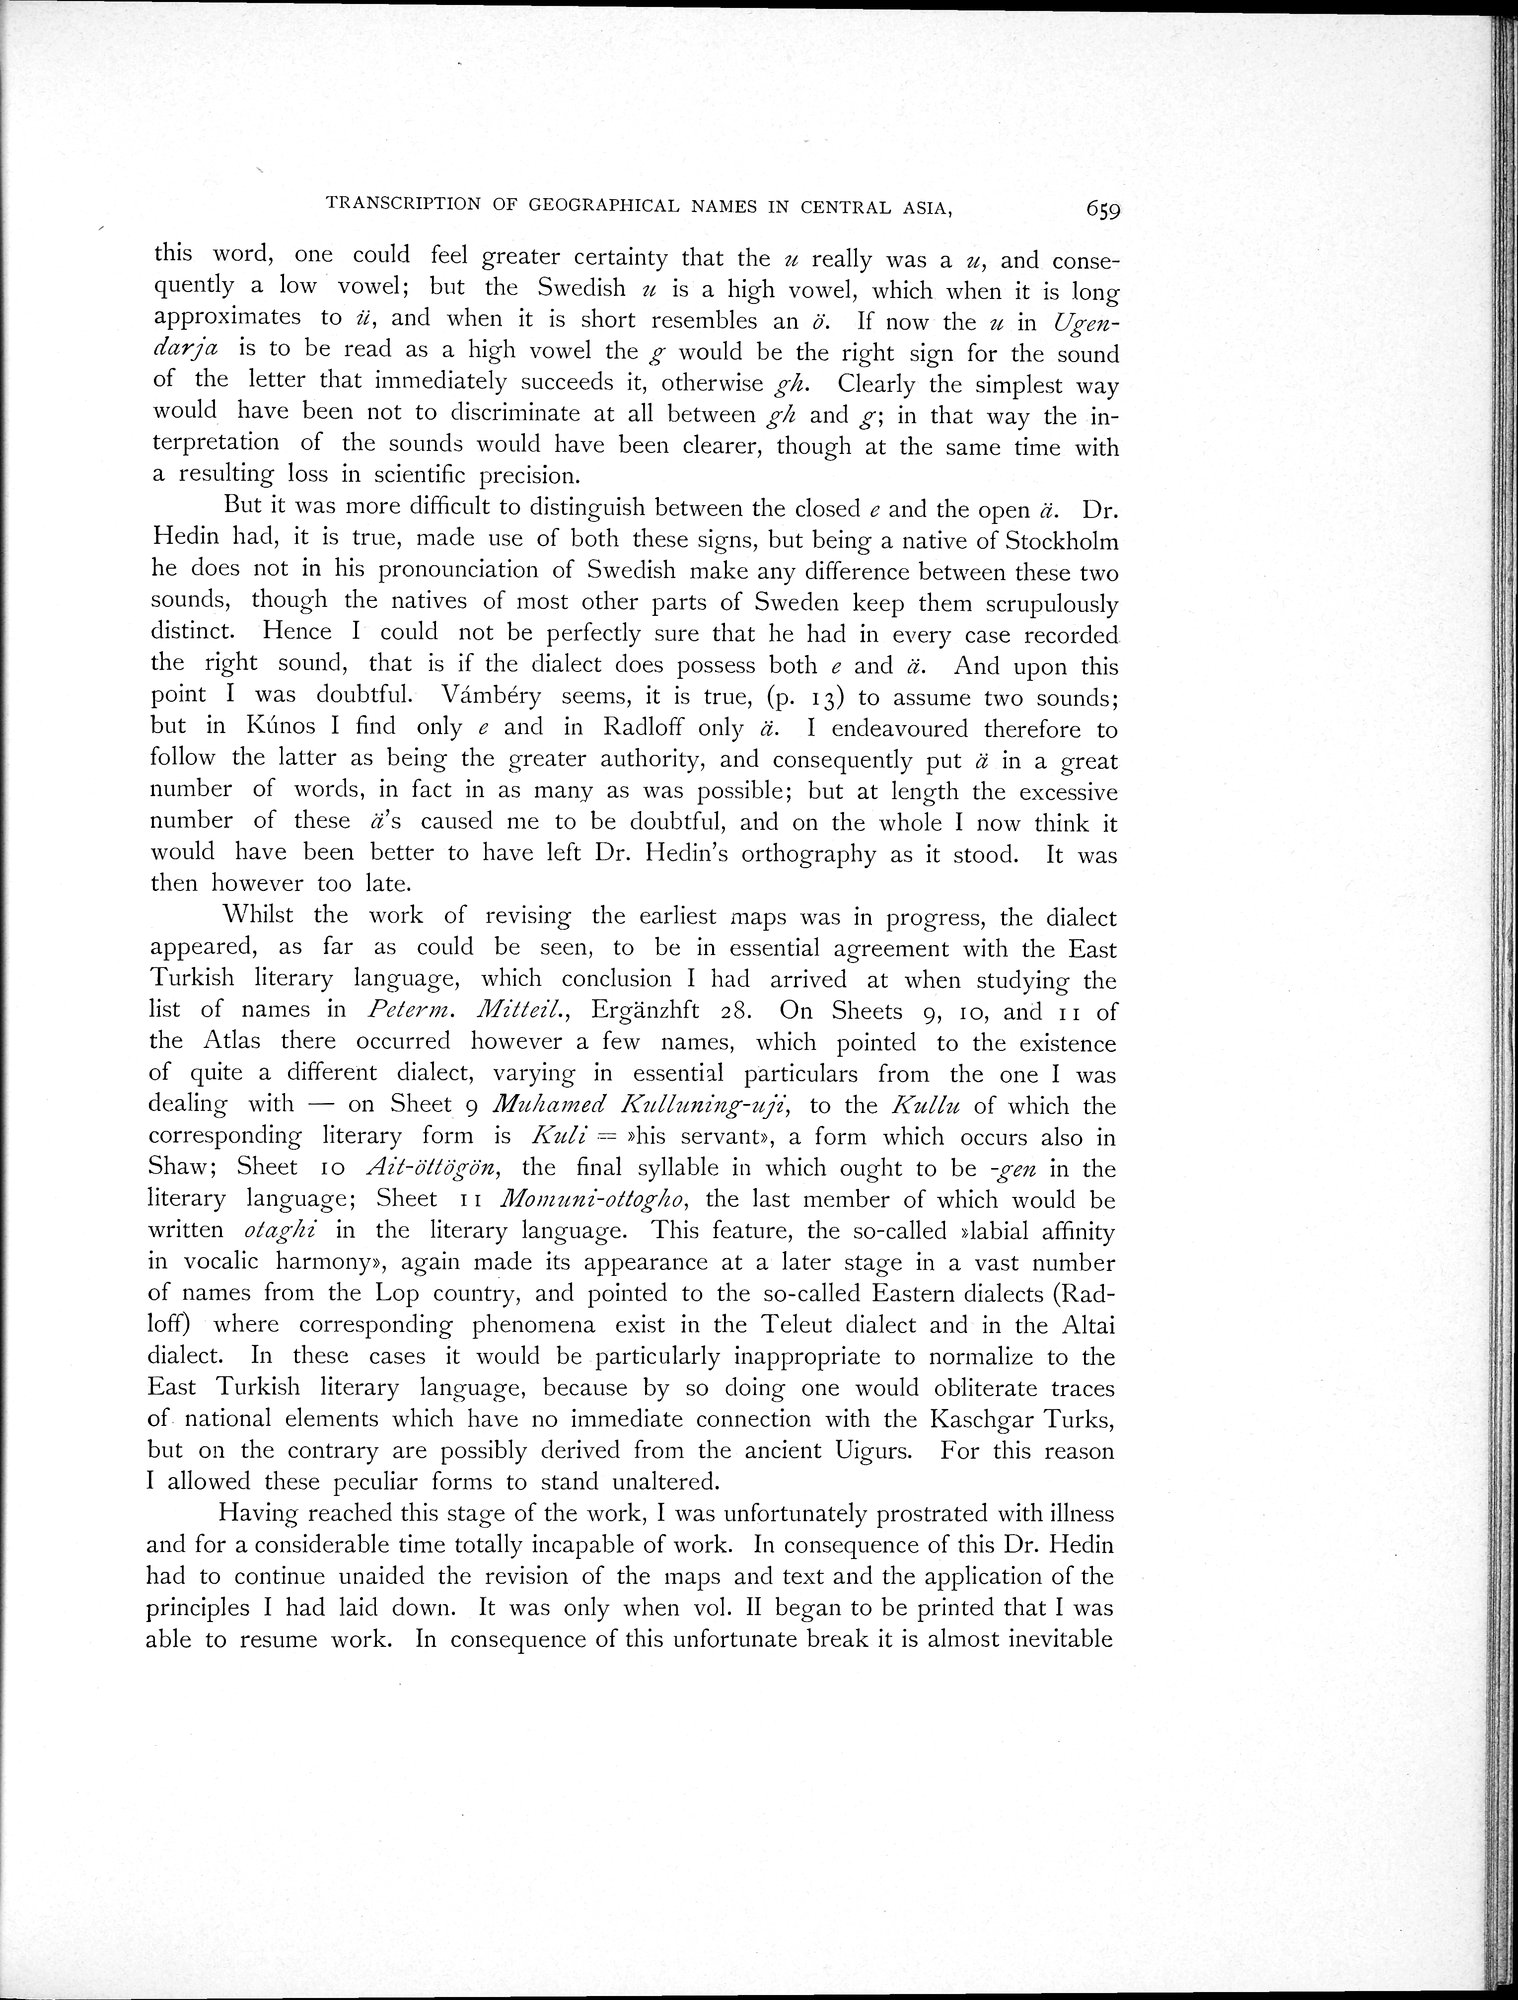 TRANSCRIPTION OF GEOGRAPHICAL NAMES IN CENTRAL ASIA, 659
this word, one could feel greater certainty that the u really was a u, and conse-
quently a low vowel; but the Swedish u is a high vowel, which when it is long
approximates to ü, and when it is short resembles an ö. If now the u in Ugen-
darja is to be read as a high vowel the g would be the right sign for the sound
of the letter that immediately succeeds it, otherwise gh. Clearly the simplest way
would have been not to discriminate at all between gh and g; in that way the in-
terpretation of the sounds would have been clearer, though at the same time with
a resulting loss in scientific precision.
But it was more difficult to distinguish between the closed e and the open ä. Dr.
Hedin had, it is true, made use of both these signs, but being a native of Stockholm
he does not in his pronounciation of Swedish make any difference between these two
sounds, though the natives of most other parts of Sweden keep them scrupulously
distinct. Hence I could not be perfectly sure that he had in every case recorded
the right sound, that is if the dialect does possess both e and ä. And upon this
point I was doubtful. Vámbéry seems, it is true, (p. 13) to assume two sounds;
but in Kúnos I find only e and in Radloff only ä. I endeavoured therefore to
follow the latter as being the greater authority, and consequently put ä in a great
number of words, in fact in as many as was possible; but at length the excessive
number of these ä's caused me to be doubtful, and on the whole I now think it
would have been better to have left Dr. Hedin's orthography as it stood. It was
then however too late.
Whilst the work of revising the earliest maps was in progress, the dialect
appeared, as far as could be seen, to be in essential agreement with the East
Turkish literary language, which conclusion I had arrived at when studying the
list of names in Peterm. Mitteil., Ergänzhft 28. On Sheets 9, 10, and 11 of
the Atlas there occurred however a few names, which pointed to the existence
of quite a different dialect, varying in essential particulars from the one I was
dealing with — on Sheet 9 Muhamed Kulluning-uji, to the Kullu of which the
corresponding literary form is Kuli = »his servant», a form which occurs also in
Shaw; Sheet 10 Ait-öttögön, the final syllable in which ought to be -gen in the
literary language; Sheet 11 Momuni-ottogho, the last member of which would be
written otaghi in the literary language. This feature, the so-called »labial affinity
in vocalic harmony», again made its appearance at a later stage in a vast number
of names from the Lop country, and pointed to the so-called Eastern dialects (Rad-
loff) where corresponding phenomena exist in the Teleut dialect and in the Altai
dialect. In these cases it would be particularly inappropriate to normalize to the
East Turkish literary language, because by so doing one would obliterate traces
of national elements which have no immediate connection with the Kaschgar Turks,
but on the contrary are possibly derived from the ancient Uigurs. For this reason
I allowed these peculiar forms to stand unaltered.
Having reached this stage of the work, I was unfortunately prostrated with illness
and for a considerable time totally incapable of work. In consequence of this Dr. Hedin
had to continue unaided the revision of the maps and text and the application of the
principles I had laid down. It was only when vol. II began to be printed that I was
able to resume work. In consequence of this unfortunate break it is almost inevitable